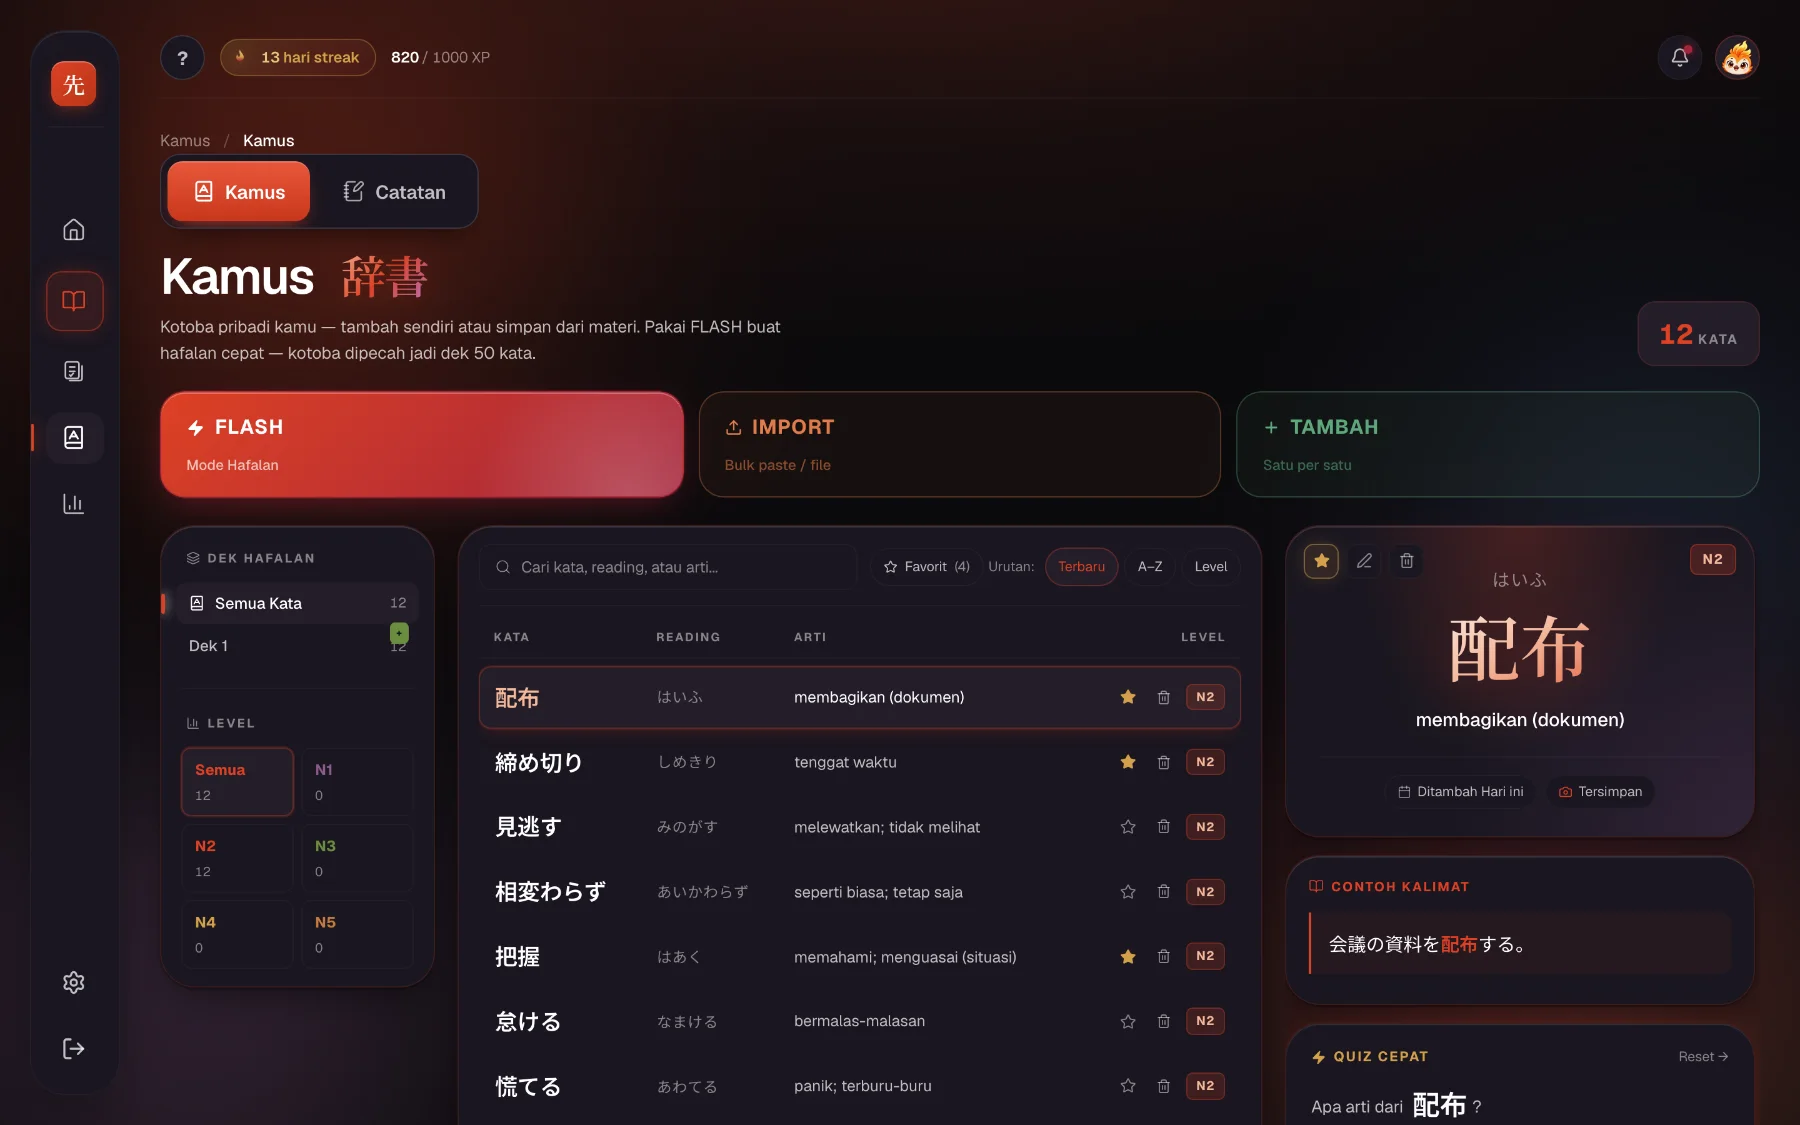 先
?
13 hari streak
820 / 1000 XP
Kamus / Kamus
Kamus
Catatan
Kamus 辞書
Kotoba pribadi kamu — tambah sendiri atau simpan dari materi. Pakai FLASH buat
hafalan cepat — kotoba dipecah jadi dek 50 kata.
12 KATA
FLASH
Mode Hafalan
IMPORT
Bulk paste / file
+ TAMBAH
Satu per satu
DEK HAFALAN
Semua Kata 12
Dek 1 12
+
LEVEL
Semua
12
N1
0
N2
12
N3
0
N4
0
N5
0
Cari kata, reading, atau arti...
Favorit (4)
Urutan:
Terbaru
A–Z
Level
KATA READING ARTI LEVEL
配布 はいふ membagikan (dokumen) N2
締め切り しめきり tenggat waktu N2
見逃す みのがす melewatkan; tidak melihat N2
相変わらず あいかわらず seperti biasa; tetap saja N2
把握 はあく memahami; menguasai (situasi) N2
怠ける なまける bermalas-malasan N2
慌てる あわてる panik; terburu-buru N2
N2
はいふ
配布
membagikan (dokumen)
Ditambah Hari ini
Tersimpan
CONTOH KALIMAT
会議の資料を配布する。
QUIZ CEPAT
Reset →
Apa arti dari 配布 ?